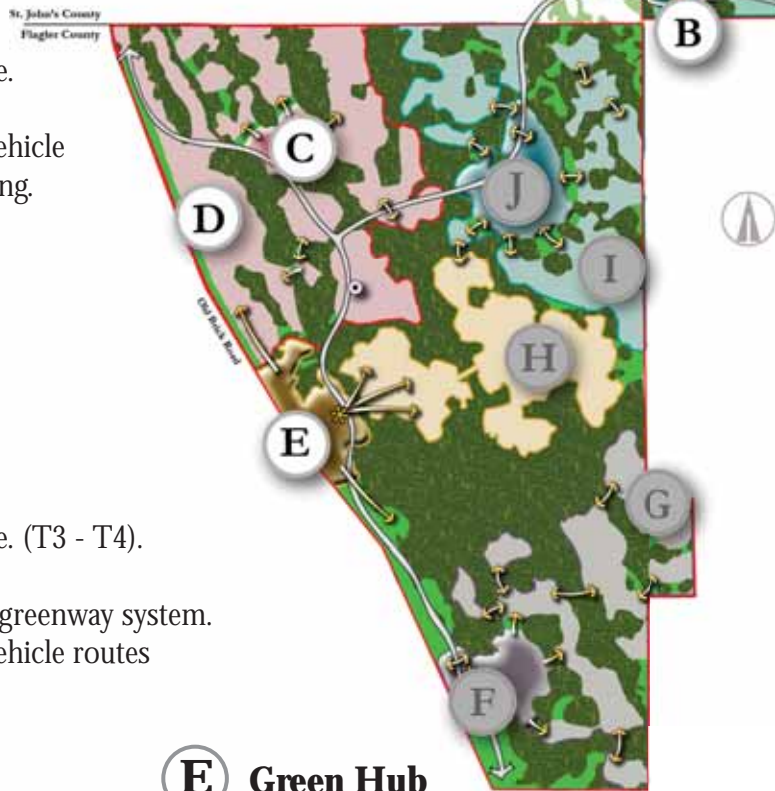 St. John's County
Flagler County
B
e.
ehicle
ng.
C
J
D
I
Old Brick Road
H
E
G
e. (T3 - T4).
greenway system.
ehicle routes
F
E Green Hub